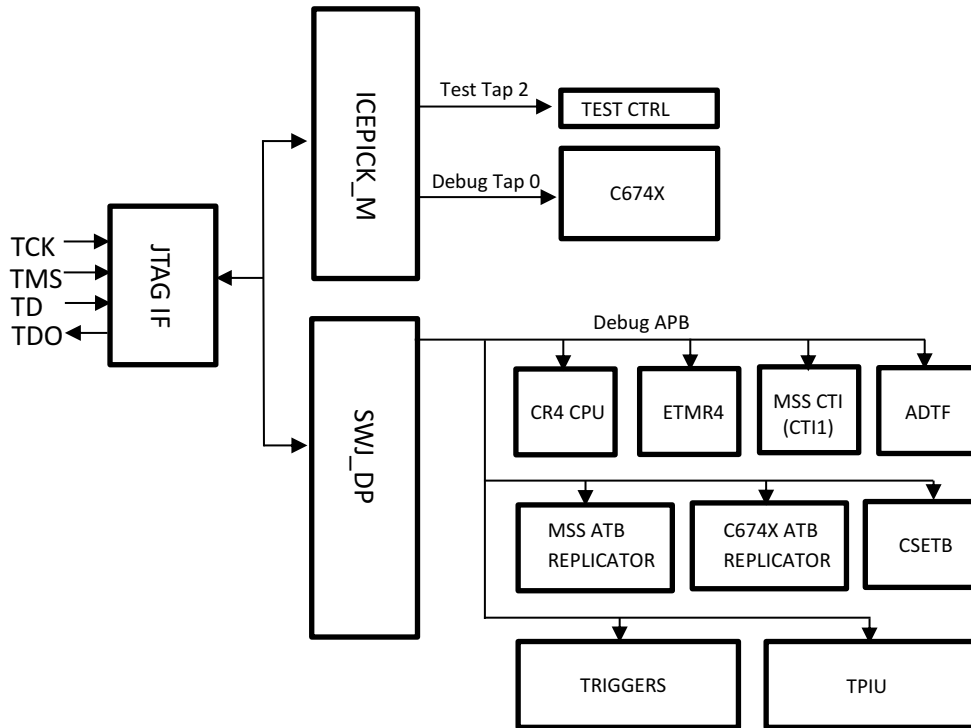 Test Tap 2
TEST CTRL
ICEPICK_M
Debug Tap 0
C674X
TCK
TMS
TD
TDO
JTAG IF
SWJ_DP
Debug APB
CR4 CPU
ETMR4
MSS CTI
(CTI1)
ADTF
MSS ATB
REPLICATOR
C674X ATB
REPLICATOR
CSETB
TRIGGERS
TPIU